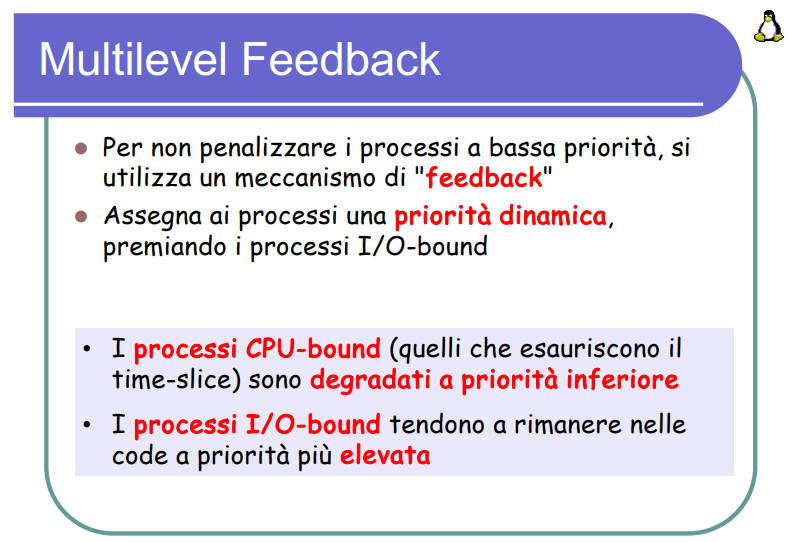 Multilevel Feedback
Per non penalizzare i processi a bassa priorità, si
utilizza un meccanismo di "feedback"
Assegna ai processi una priorità dinamica,
premiando i processi I/O-bound
I processi CPU-bound (quelli che esauriscono il
time-slice) sono degradati a priorità inferiore
I processi I/O-bound tendono a rimanere nelle
code a priorità più elevata